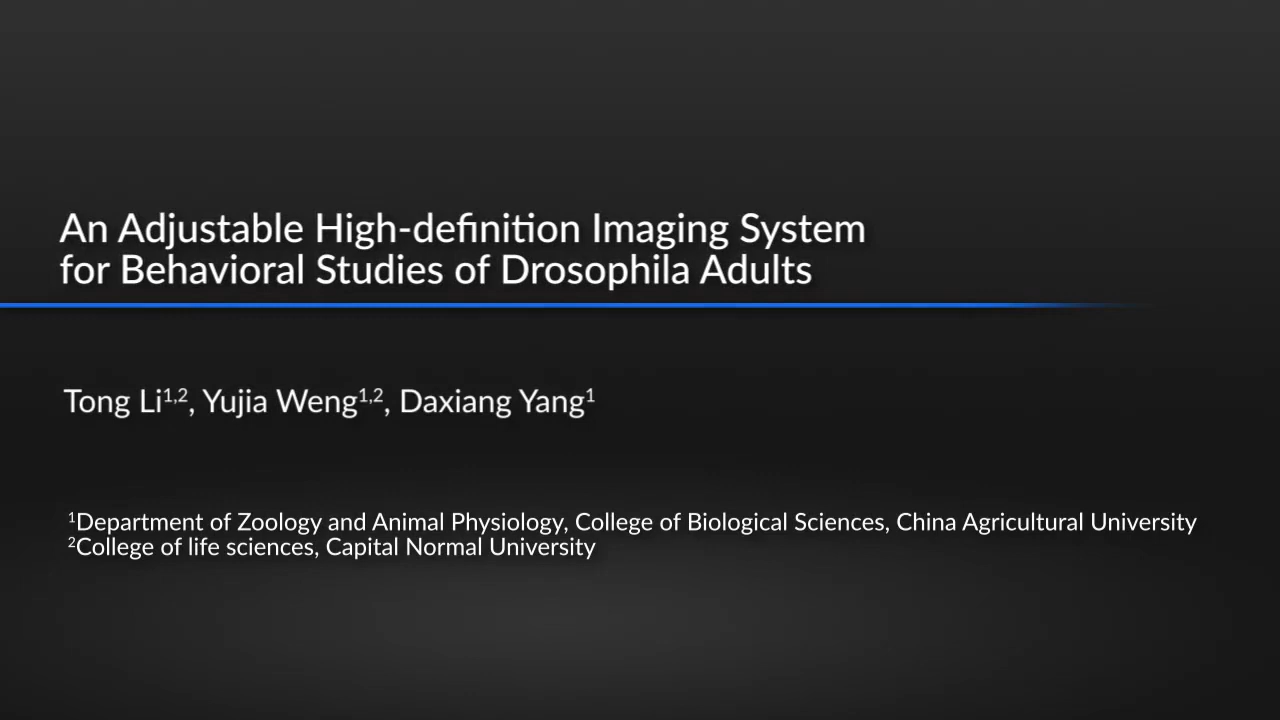 An Adjustable High-definition Imaging System
for Behavioral Studies of Drosophila Adults
Tong Li¹,², Yujia Weng¹,², Daxiang Yang¹
¹Department of Zoology and Animal Physiology, College of Biological Sciences, China Agricultural University
²College of life sciences, Capital Normal University